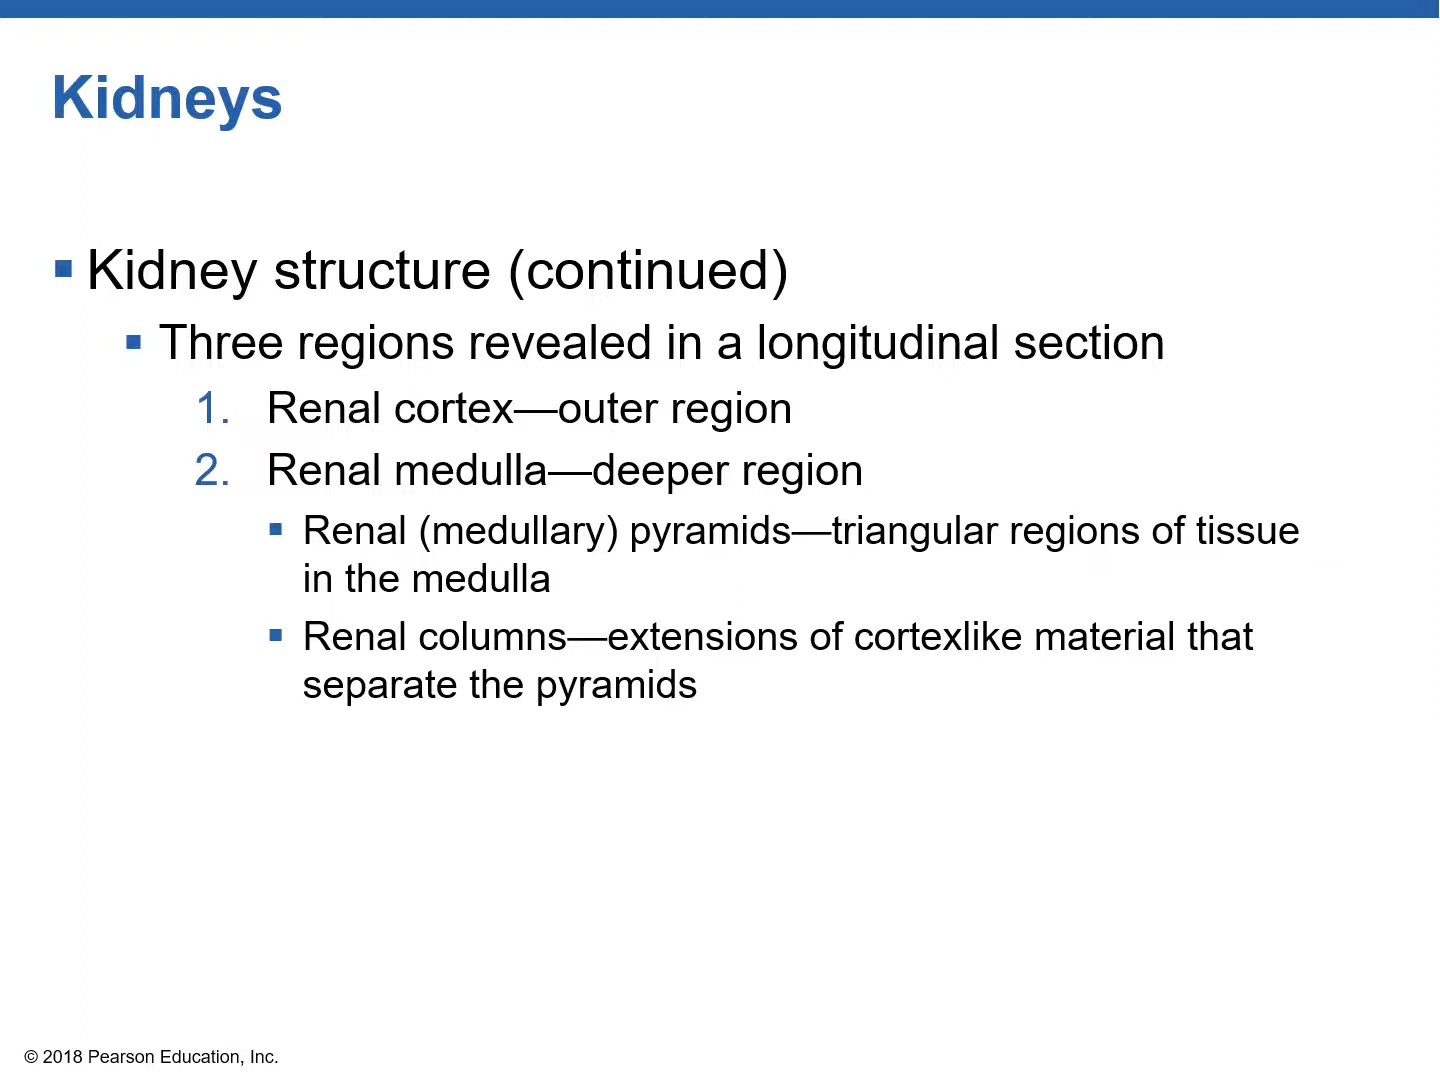 Kidneys
▪ Kidney structure (continued)
▪ Three regions revealed in a longitudinal section
1. Renal cortex—outer region
2. Renal medulla—deeper region
▪ Renal (medullary) pyramids—triangular regions of tissue
in the medulla
▪ Renal columns—extensions of cortexlike material that
separate the pyramids
© 2018 Pearson Education, Inc.